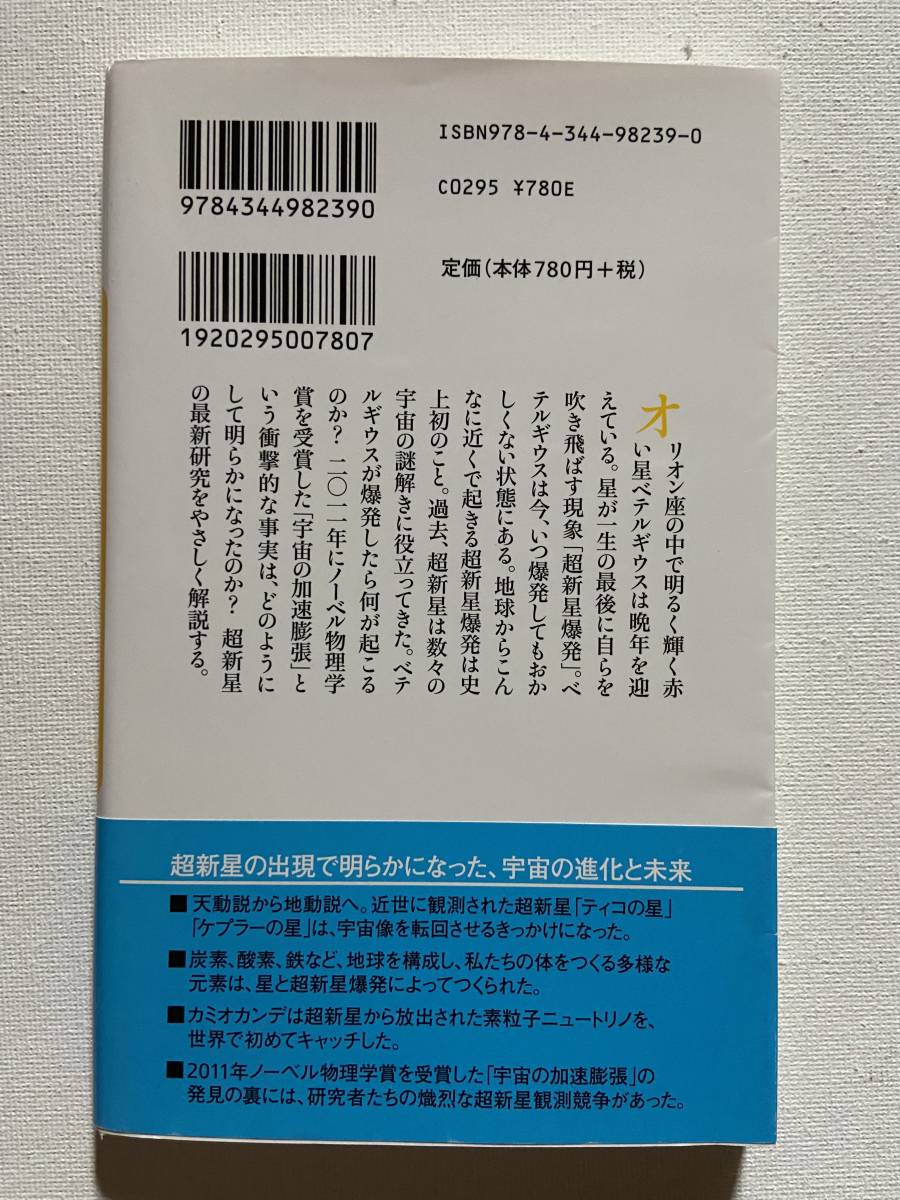 ISBN978-4-344-98239-0
9784344982390
C0295 ¥780E
定価(本体780円+税)
1920295007807
オリオン座の中で明るく輝く赤
い星ベテルギウスは晩年を迎
えている。星が一生の最後に自らを
吹き飛ばす現象「超新星爆発」。ベ
テルギウスは今、いつ爆発してもおか
しくない状態にある。地球からこん
なに近くで起きる超新星爆発は史
上初のこと。過去、超新星は数々の
宇宙の謎解きに役立ってきた。ベテ
ルギウスが爆発したら何が起こる
のか? 二〇一一年にノーベル物理学
賞を受賞した「宇宙の加速膨張」と
いう衝撃的な事実は、どのように
して明らかになったのか? 超新星
の最新研究をやさしく解説する。
超新星の出現で明らかになった、宇宙の進化と未来
■ 天動説から地動説へ。近世に観測された超新星「ティコの星」
「ケプラーの星」は、宇宙像を転回させるきっかけになった。
■ 炭素、酸素、鉄など、地球を構成し、私たちの体をつくる多様な
元素は、星と超新星爆発によってつくられた。
■ カミオカンデは超新星から放出された素粒子ニュートリノを、
世界で初めてキャッチした。
■ 2011年ノーベル物理学賞を受賞した「宇宙の加速膨張」の
発見の裏には、研究者たちの熾烈な超新星観測競争があった。